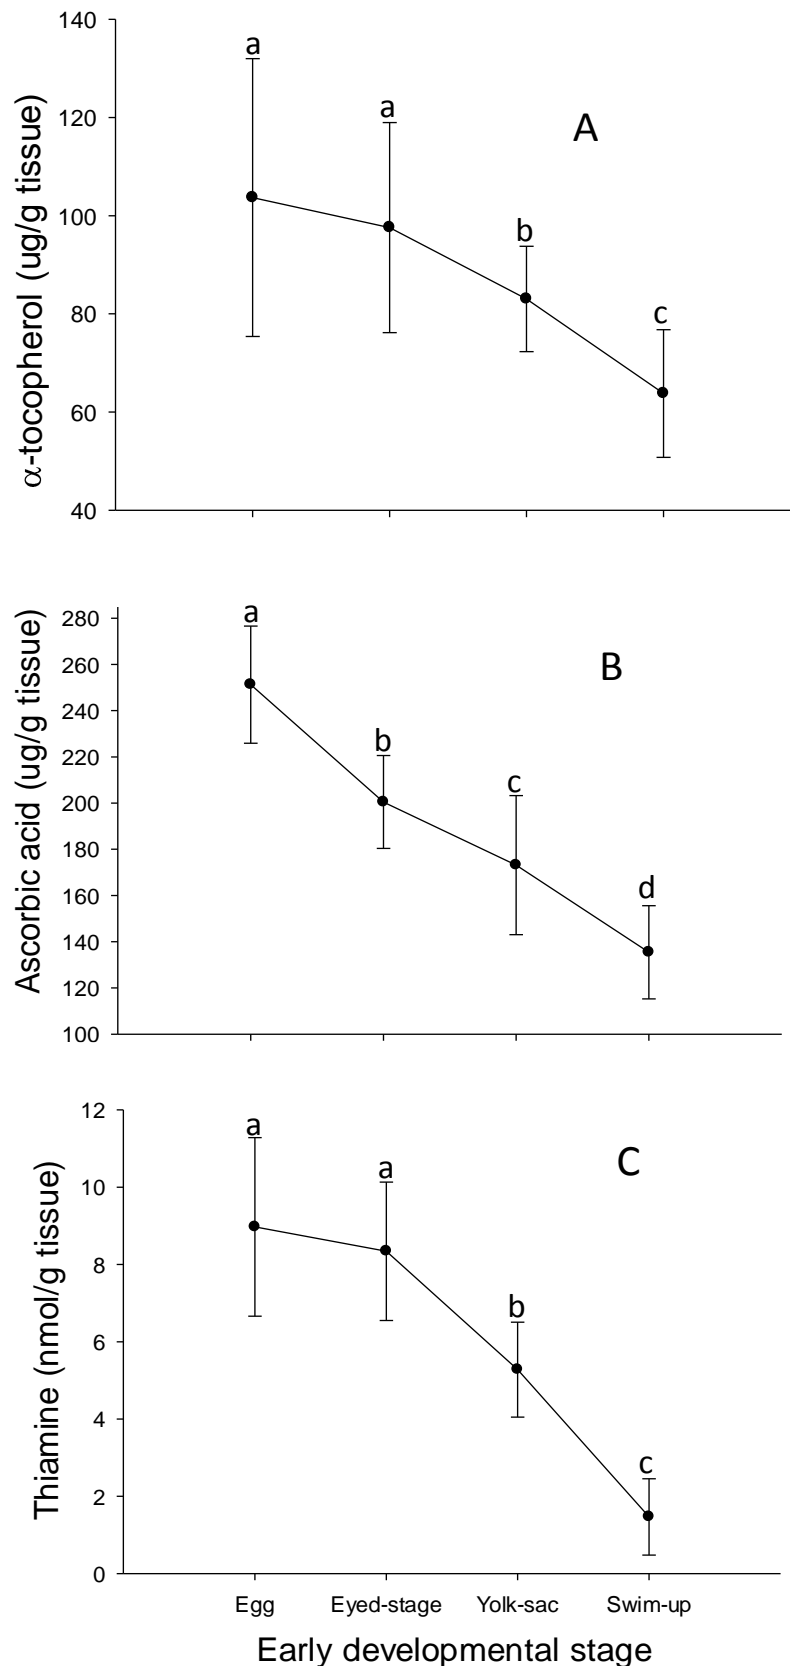 140
120
100
80
60
40
α-tocopherol (ug/g tissue)
a
a
b
c
A
280
260
240
220
200
180
160
140
120
100
Ascorbic acid (ug/g tissue)
a
b
c
d
B
12
10
8
6
4
2
0
Thiamine (nmol/g tissue)
a
a
b
c
C
Egg Eyed-stage Yolk-sac Swim-up
Early developmental stage